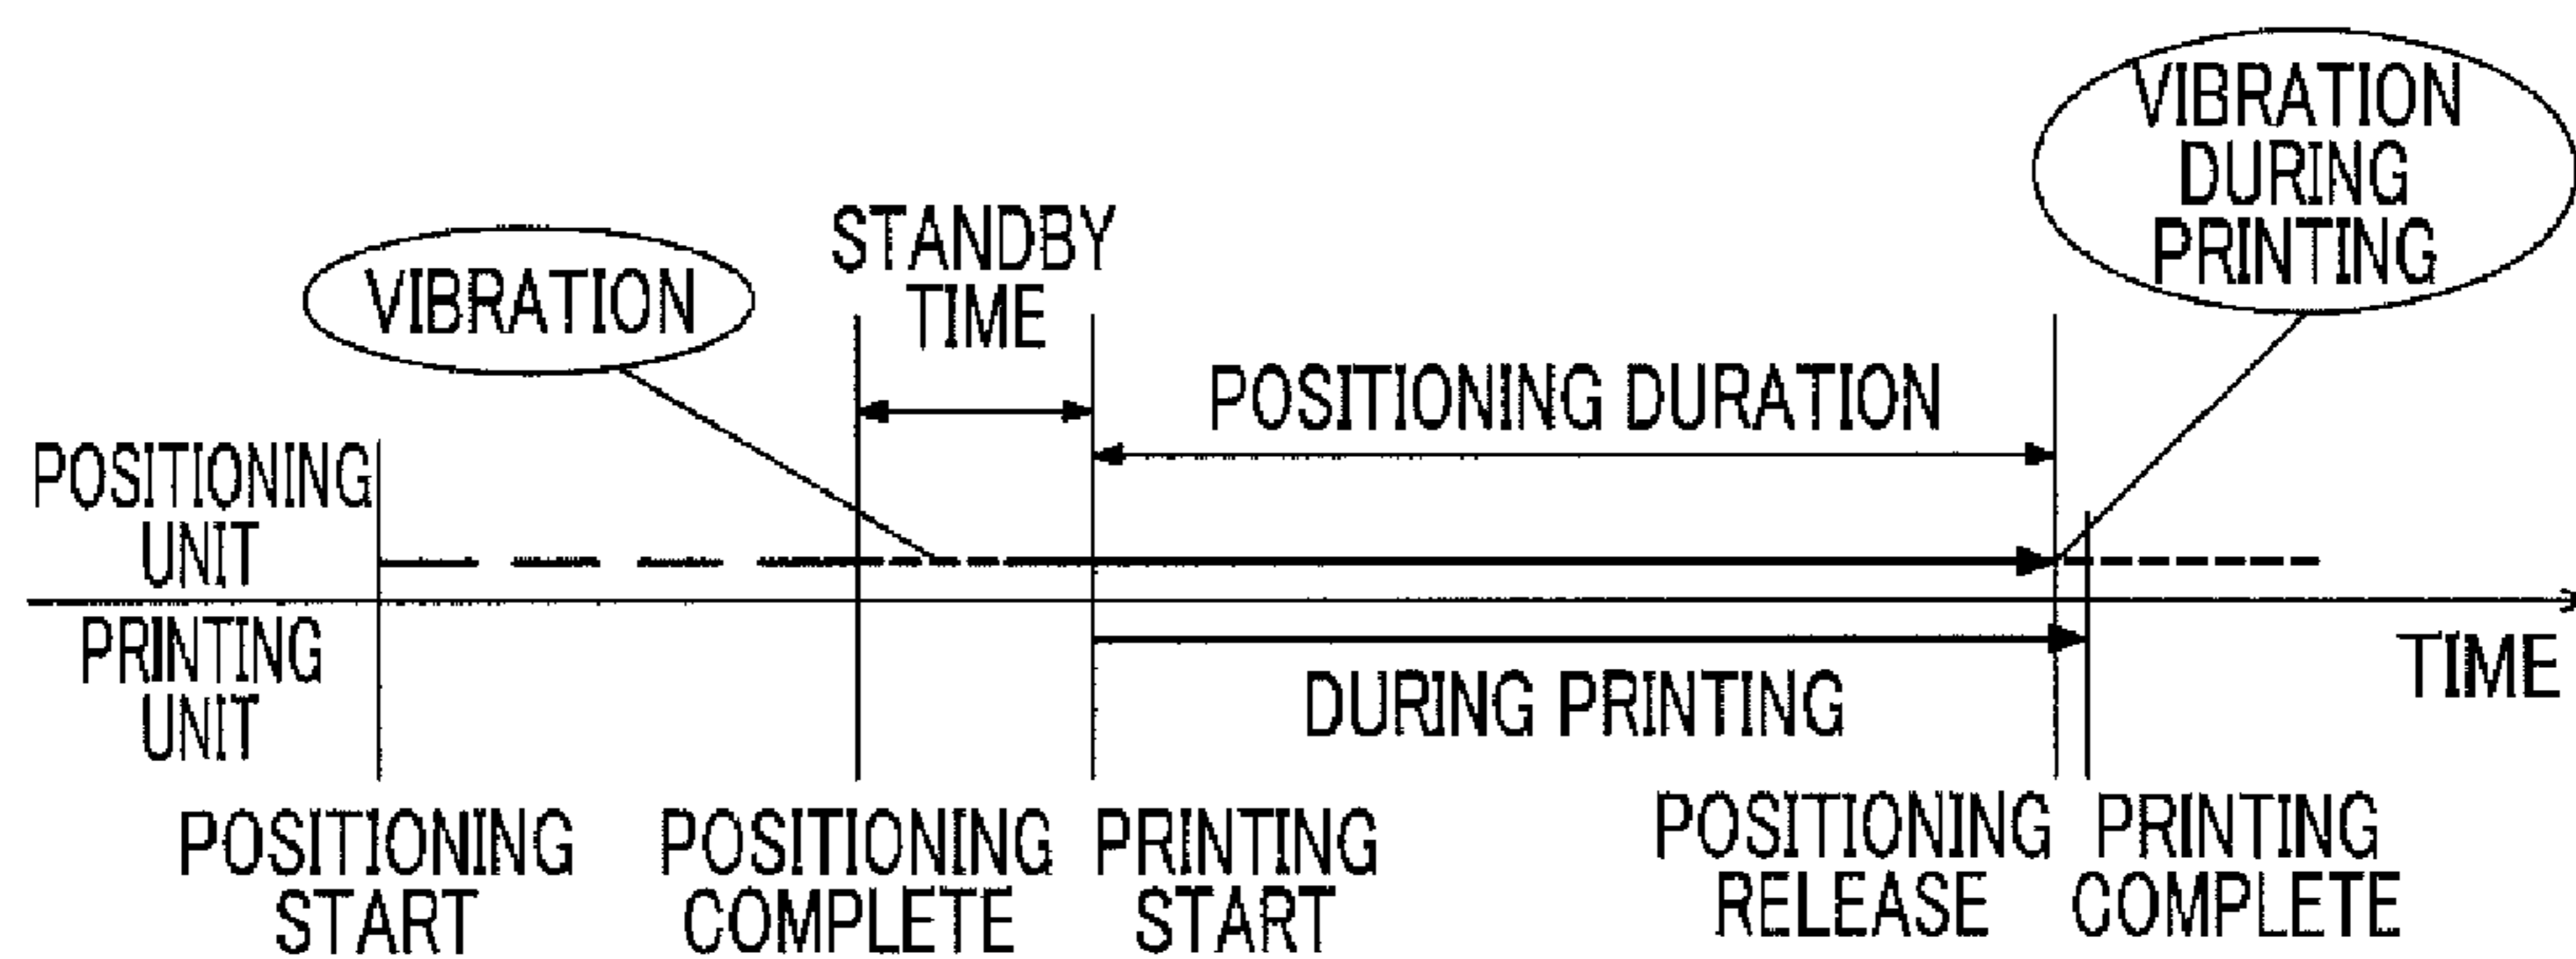 VIBRATION
DURING
PRINTING
STANDBY
TIME
VIBRATION
POSITIONING DURATION
POSITIONING
UNIT
PRINTING
UNIT
TIME
DURING PRINTING
POSITIONING
START
POSITIONING
COMPLETE
PRINTING
START
POSITIONING
RELEASE
PRINTING
COMPLETE